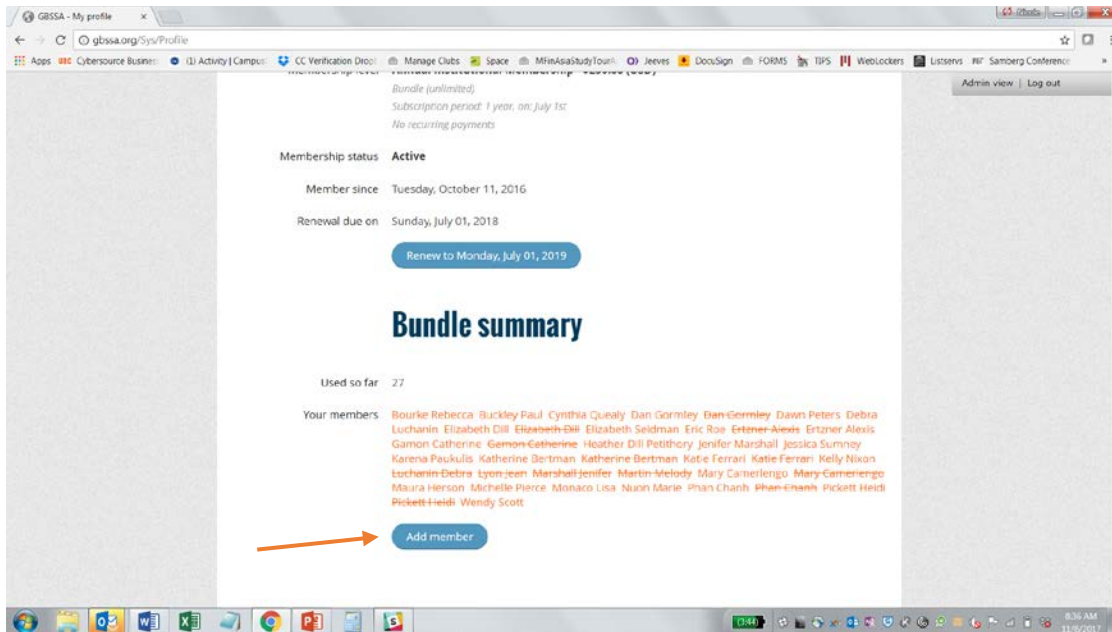 GBSSA - My profile
gbssa.org/Sys/Profile
Apps Cybersource Busines (1) Activity | Campus CC Verification Dropb Manage Clubs Space MFinAsiaStudyTour Jeeves DocuSign FORMS TIPS WebLockers Listservs Samberg Conference »
Admin view | Log out
Bundle (unlimited)
Subscription period: 1 year, on: July 1st
No recurring payments
Membership status Active
Member since Tuesday, October 11, 2016
Renewal due on Sunday, July 01, 2018
Renew to Monday, July 01, 2019
Bundle summary
Used so far 27
Your members Bourke Rebecca Buckley Paul Cynthia Quealy Dan Gormley Dan Gormley Dawn Peters Debra
Luchanin Elizabeth Dill Elizabeth Dill Elizabeth Seidman Eric Roe Ertzner Alexis Ertzner Alexis
Gamon Catherine Gamon Catherine Heather Dill Petithory Jenifer Marshall Jessica Sumney
Karena Paukulis Katherine Bertman Katherine Bertman Katie Ferrari Katie Ferrari Kelly Nixon
Luchanin Debra Lyon Jean Marshall Jenifer Martin Melody Mary Camerlengo Mary Camerlengo
Maura Herson Michelle Pierce Monaco Lisa Nuon Marie Phan Chanh Phan Chanh Pickett Heidi
Pickett Heidi Wendy Scott
Add member
(3:44)
8:36 AM
11/6/2017